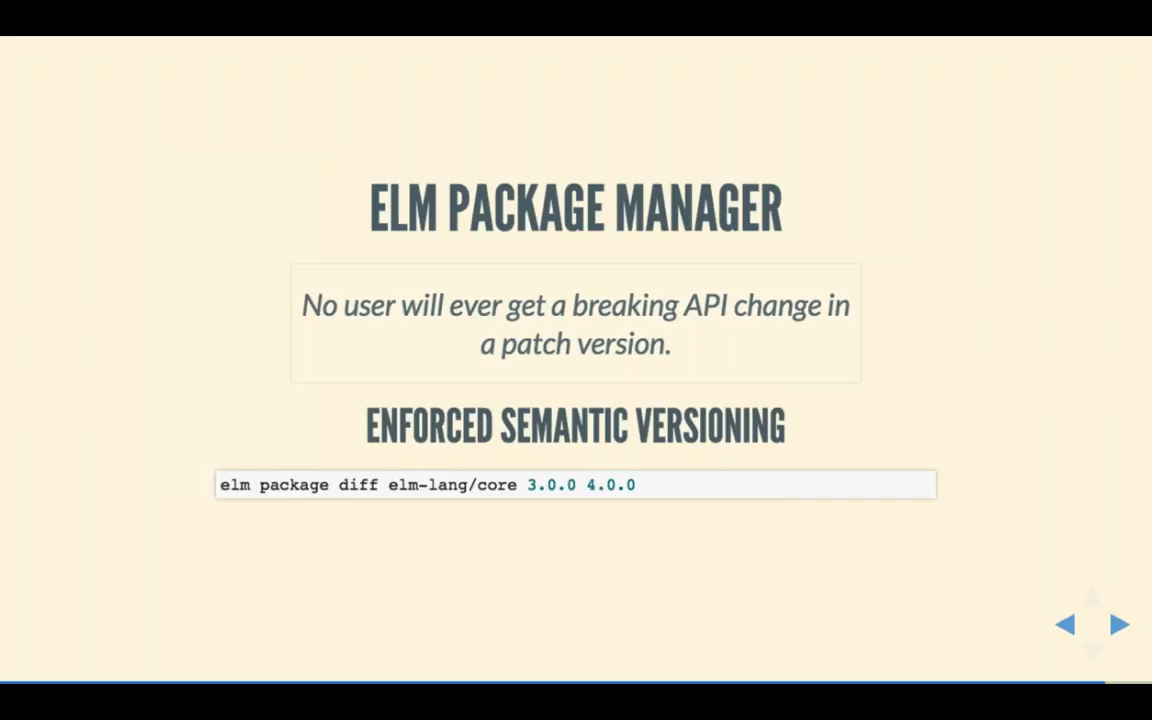 ELM PACKAGE MANAGER
No user will ever get a breaking API change in
a patch version.
ENFORCED SEMANTIC VERSIONING
elm package diff elm-lang/core 3.0.0 4.0.0